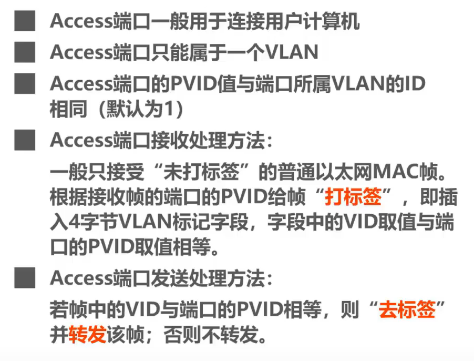 Access端口一般用于连接用户计算机
Access端口只能属于一个VLAN
Access端口的PVID值与端口所属VLAN的ID
相同（默认为1）
Access端口接收处理方法：
一般只接受“未打标签”的普通以太网MAC帧。
根据接收帧的端口的PVID给帧“打标签”，即插
入4字节VLAN标记字段，字段中的VID取值与端
口的PVID取值相等。
Access端口发送处理方法：
若帧中的VID与端口的PVID相等，则“去标签”
并转发该帧；否则不转发。